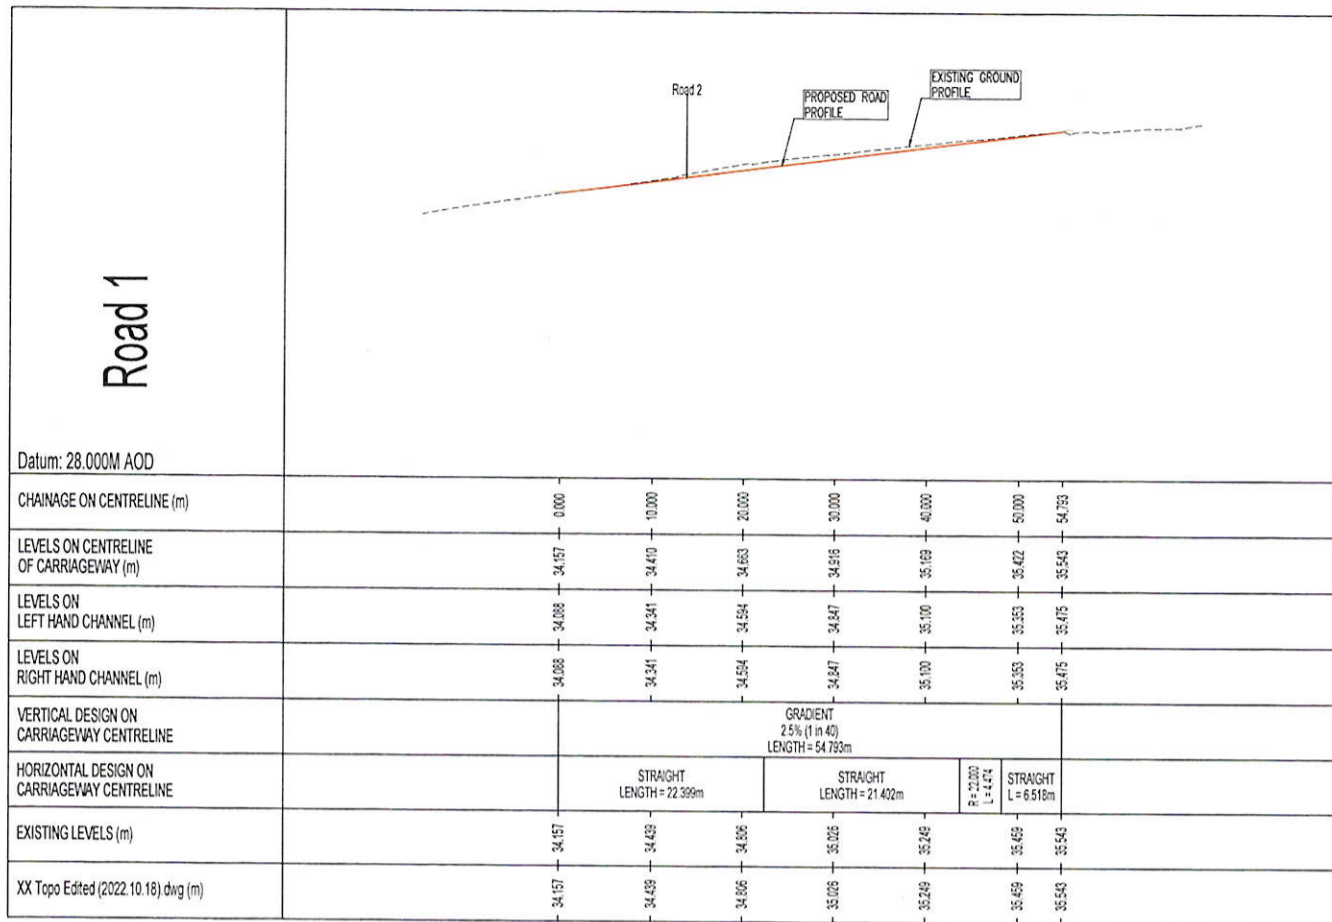 Road 2
PROPOSED ROAD
PROFILE
EXISTING GROUND
PROFILE
Road 1
Datum: 28.000M AOD
CHAINAGE ON CENTRELINE (m)
0.000
10.000
20.000
30.000
40.000
50.000
54.793
LEVELS ON CENTRELINE
OF CARRIAGEWAY (m)
34.157
34.410
34.663
34.916
35.169
35.422
35.543
LEVELS ON
LEFT HAND CHANNEL (m)
34.088
34.341
34.594
34.847
35.100
35.353
35.475
LEVELS ON
RIGHT HAND CHANNEL (m)
34.088
34.341
34.594
34.847
35.100
35.353
35.475
VERTICAL DESIGN ON
CARRIAGEWAY CENTRELINE
GRADIENT
2.5% (1 in 40)
LENGTH = 54.793m
HORIZONTAL DESIGN ON
CARRIAGEWAY CENTRELINE
STRAIGHT
LENGTH = 22.399m
STRAIGHT
LENGTH = 21.402m
R = 22.000
L = 4.474
STRAIGHT
L = 6.518m
EXISTING LEVELS (m)
34.157
34.439
34.806
35.026
35.249
35.459
35.543
XX Topo Edited (2022.10.18).dwg (m)
34.157
34.439
34.806
35.026
35.249
35.459
35.543